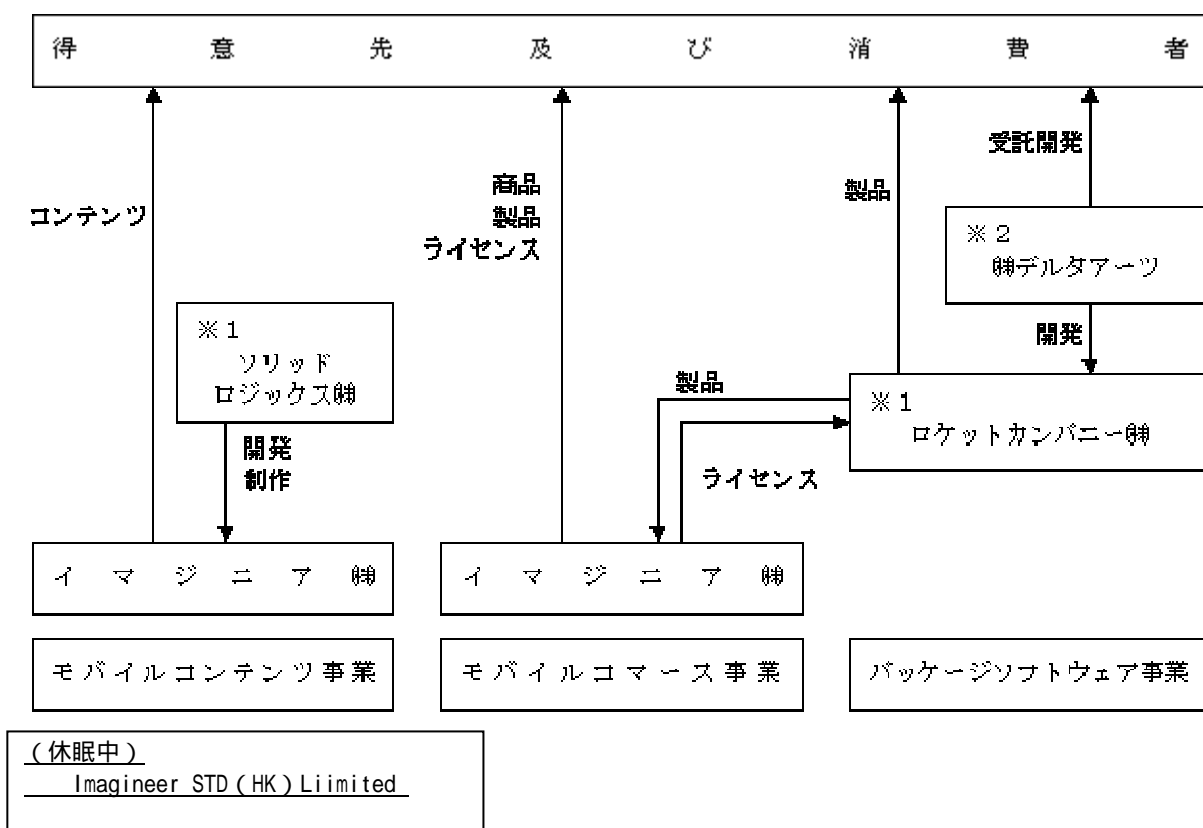 得意先及び消費者
コンテンツ
商品
製品
ライセンス
製品
受託開発
※2
㈱デルタアーツ
開発
※1
ソリッド
ロジックス㈱
開発
制作
製品
ライセンス
※1
ロケットカンパニー㈱
イマジニア㈱
イマジニア㈱
モバイルコンテンツ事業
モバイルコマース事業
パッケージソフトウェア事業
(休眠中)
Imagineer STD(HK)Liimited